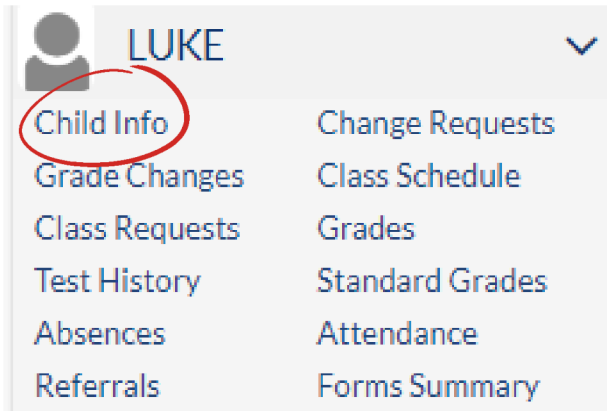 LUKE
Child Info
Change Requests
Grade Changes
Class Schedule
Class Requests
Grades
Test History
Standard Grades
Absences
Attendance
Referrals
Forms Summary